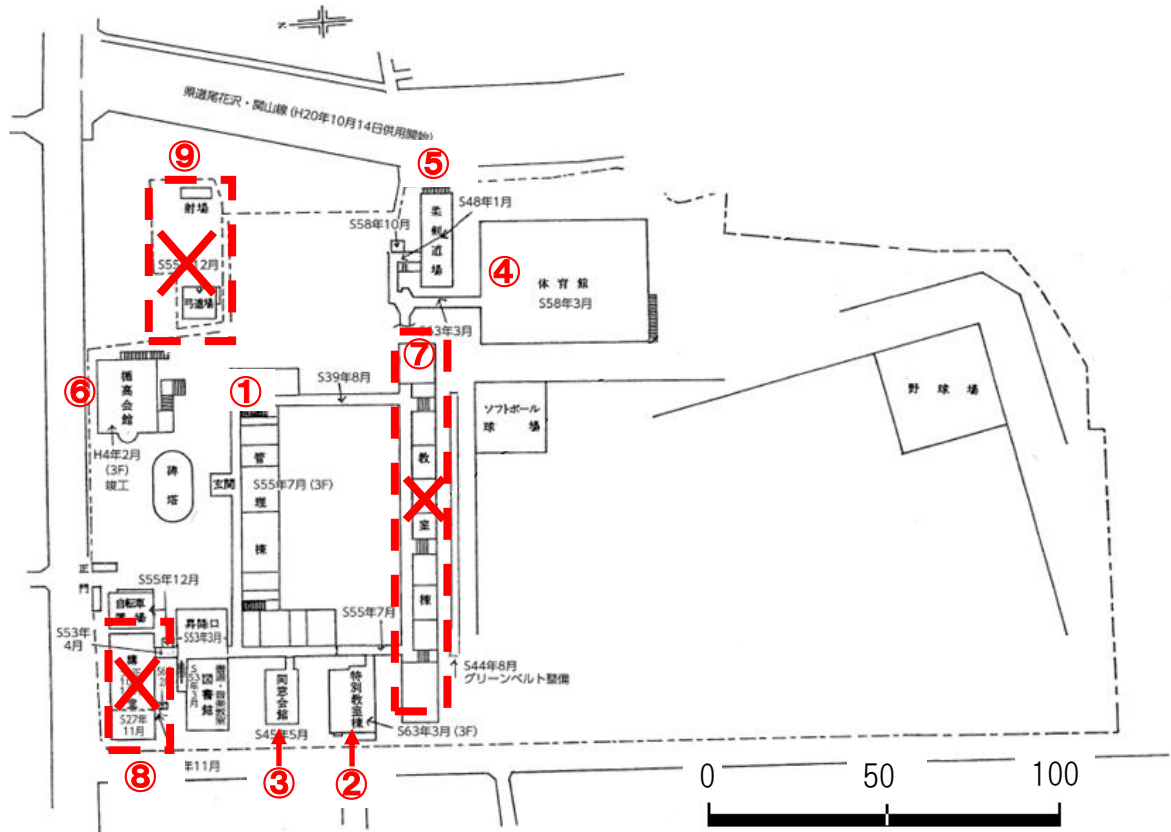 N
県道尾花沢・関山線 (H20年10月14日供用開始)
⑨
射場
S55年12月
弓道場
⑤
柔剣道場
S48年1月
S58年10月
④
体育館
S58年3月
⑦
S39年8月
⑥
楯高会館
H4年2月
(3F)
竣工
①
碑塔
玄関
管理棟
S55年7月 (3F)
教室棟
ソフトボール
球場
野球場
正門
S55年12月
自転車
S53年
4月
昇降口
S53年3月
S55年7月
S44年8月
グリーンベルト整備
図書館
同窓会館
特別教室棟
S27年
11月
S45年5月
S63年3月 (3F)
年11月
⑧
③
②
0 50 100